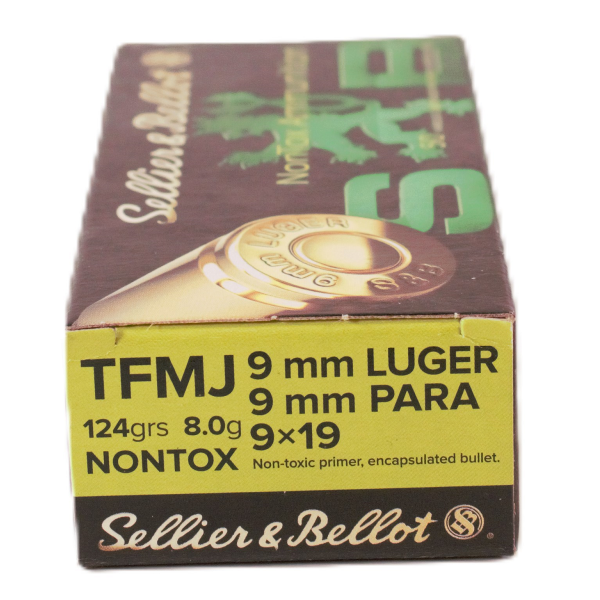 Sellier & Bellot
NonTox Ammunition
S&B
LUGER
9mm
S&B
TFMJ
9 mm LUGER
9 mm PARA
9×19
124grs 8.0g
NONTOX
Non-toxic primer, encapsulated bullet.
Sellier & Bellot
S&B
®